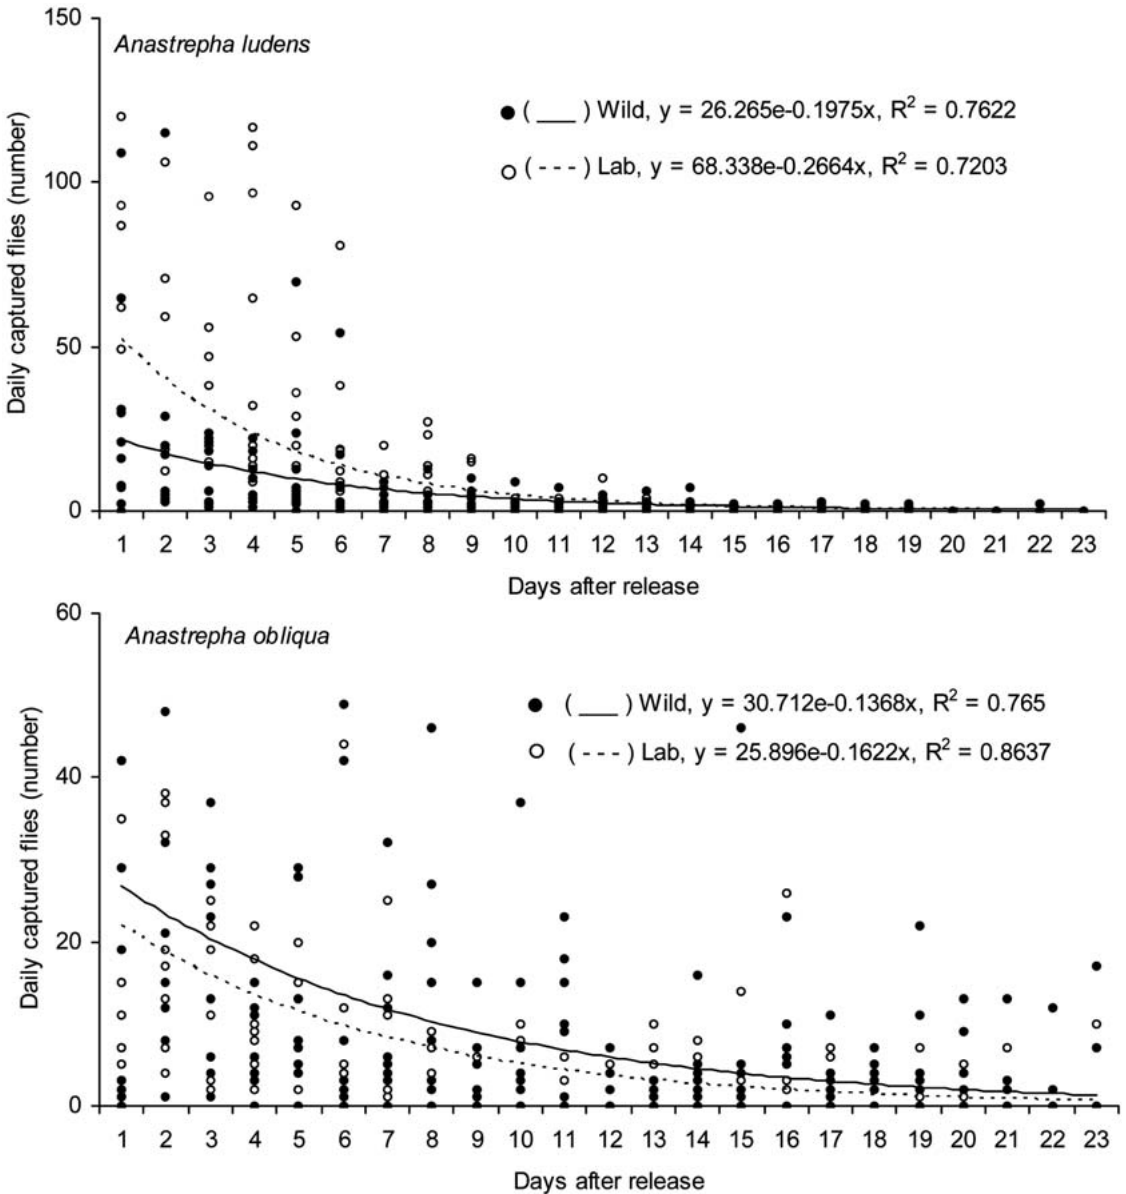 150
Anastrepha ludens
● ( ___ ) Wild, y = 26.265e-0.1975x, R² = 0.7622
○ ( - - - ) Lab, y = 68.338e-0.2664x, R² = 0.7203
100
50
0
Daily captured flies (number)
1 2 3 4 5 6 7 8 9 10 11 12 13 14 15 16 17 18 19 20 21 22 23
Days after release
60
Anastrepha obliqua
● ( ___ ) Wild, y = 30.712e-0.1368x, R² = 0.765
○ ( - - - ) Lab, y = 25.896e-0.1622x, R² = 0.8637
40
20
0
Daily captured flies (number)
1 2 3 4 5 6 7 8 9 10 11 12 13 14 15 16 17 18 19 20 21 22 23
Days after release